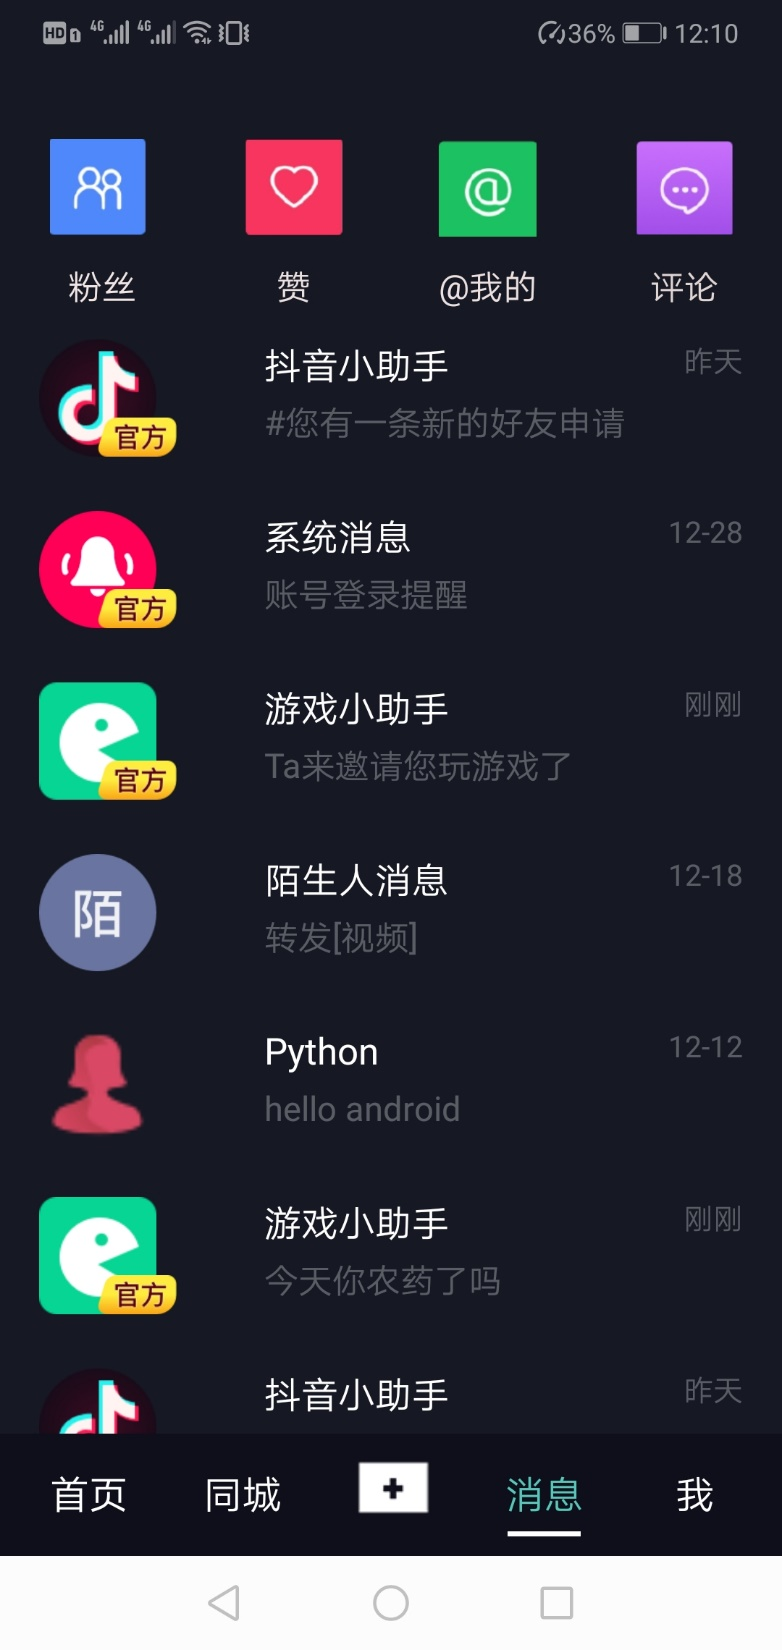 HD 1 4G 4G 36% 12:10
粉丝 赞 @我的 评论
抖音小助手 昨天
官方 #您有一条新的好友申请
系统消息 12-28
官方 账号登录提醒
游戏小助手 刚刚
官方 Ta来邀请您玩游戏了
陌生人消息 12-18
陌 转发[视频]
Python 12-12
hello android
游戏小助手 刚刚
官方 今天你农药了吗
抖音小助手 昨天
首页 同城 + 消息 我